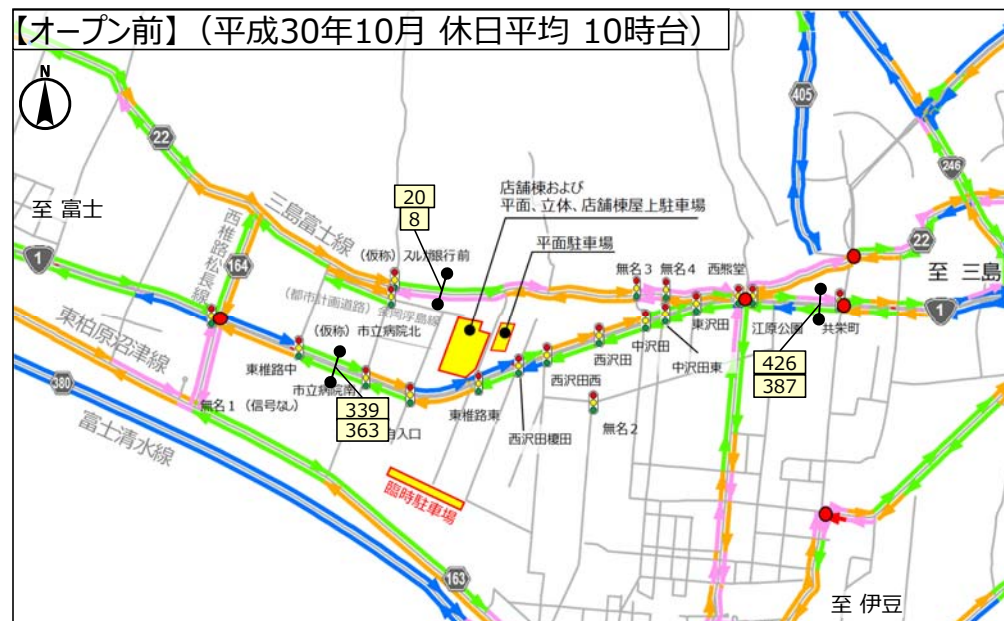 【オープン前】（平成30年10月 休日平均 10時台）
N
22
405
246
至 富士
1
西椎路松長線
164
三島富士線
20
8
店舗棟および
平面、立体、店舗棟屋上駐車場
平面駐車場
（仮称）スルガ銀行前
（都市計画道路）金岡浮島線
無名3
無名4
西熊堂
22
至 三島
1
東沢田
江原公園
共栄町
中沢田
中沢田東
西沢田
西沢田西
西沢田榎田
無名2
東椎路東
（仮称）市立病院北
東椎路中
市立病院南
入口
東柏原沼津線
380
無名1（信号なし）
富士清水線
339
363
426
387
臨時駐車場
163
至 伊豆